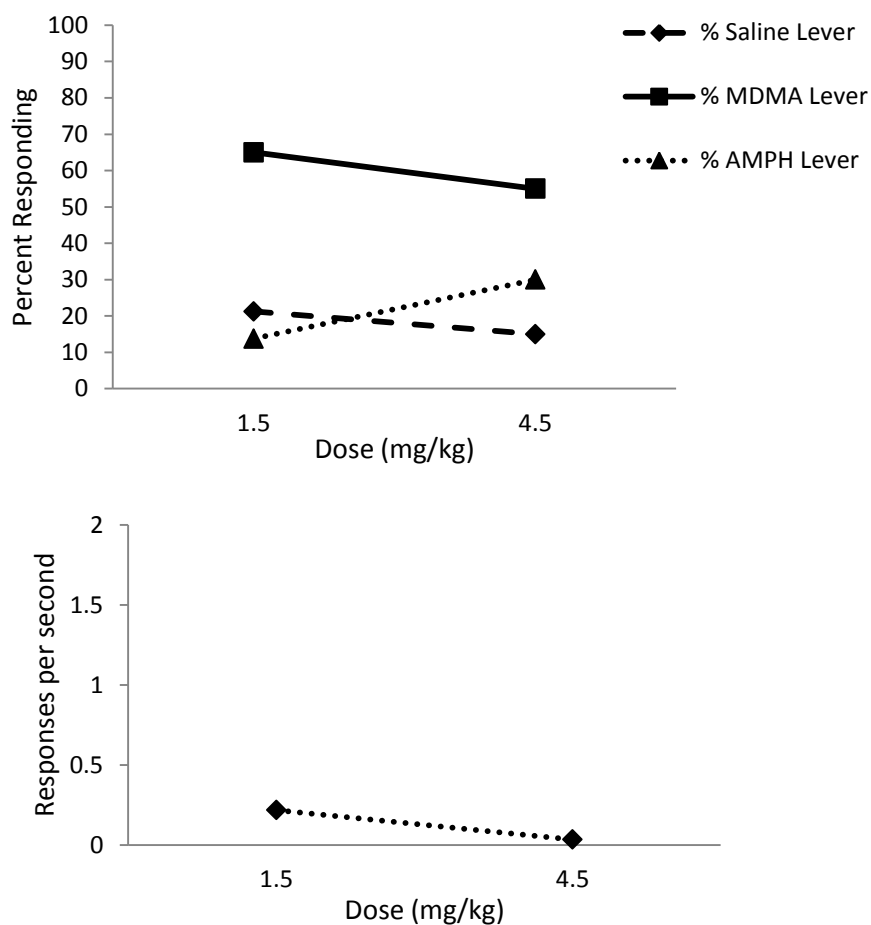 100
90
80
70
60
50
40
30
20
10
0
Percent Responding
1.5 4.5
Dose (mg/kg)
% Saline Lever
% MDMA Lever
% AMPH Lever
2
1.5
1
0.5
0
Responses per second
1.5 4.5
Dose (mg/kg)